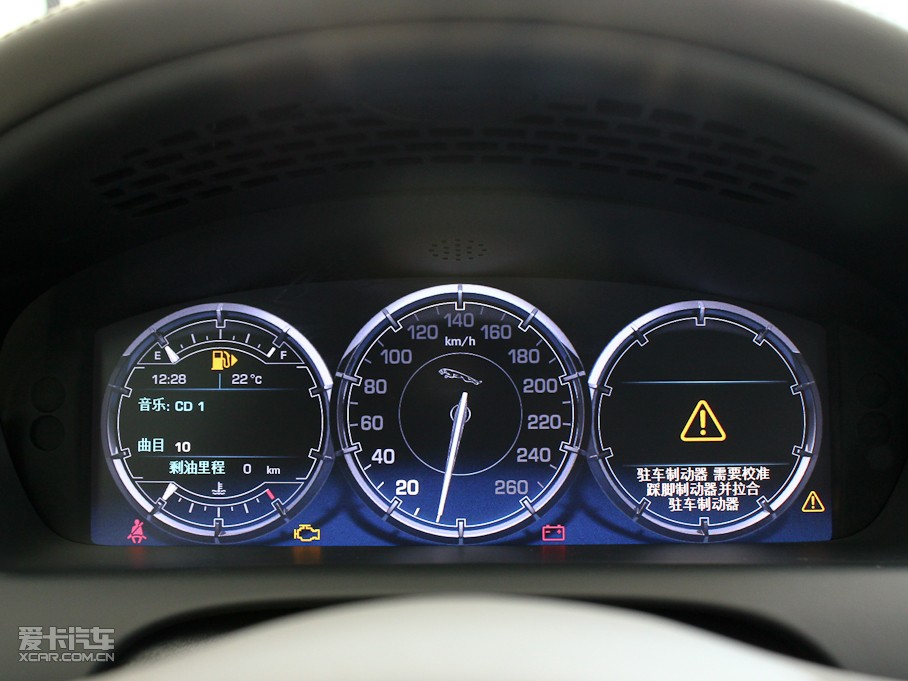 E F
12:28 22°C
音乐: CD 1
曲目 10
剩油里程 0 km
120 140 160
km/h
100 180
80 200
60 220
40 240
20 260
驻车制动器 需要校准
踩脚制动器并拉合
驻车制动器
爱卡汽车
XCAR.COM.CN